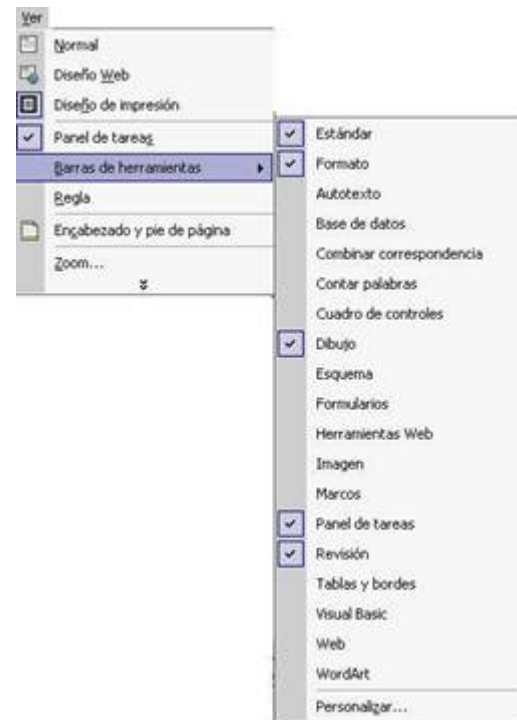 Ver
Normal
Diseño Web
Diseño de impresión
Panel de tareas
Barras de herramientas
Regla
Encabezado y pie de página
Zoom...
Estándar
Formato
Autotexto
Base de datos
Combinar correspondencia
Contar palabras
Cuadro de controles
Dibujo
Esquema
Formularios
Herramientas Web
Imagen
Marcos
Panel de tareas
Revisión
Tablas y bordes
Visual Basic
Web
WordArt
Personalizar...